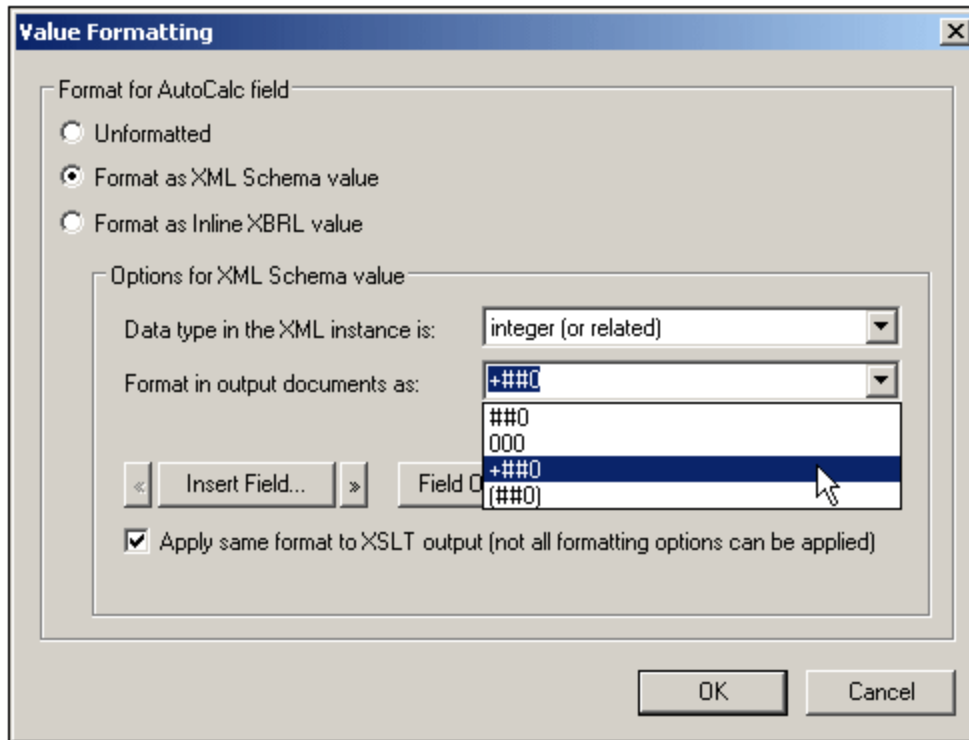 Value Formatting
Format for AutoCalc field
Unformatted
Format as XML Schema value
Format as Inline XBRL value
Options for XML Schema value
Data type in the XML instance is: integer (or related)
Format in output documents as: +##0
##0
000
+##0
(##0)
« Insert Field... » Field O
Apply same format to XSLT output (not all formatting options can be applied)
OK Cancel